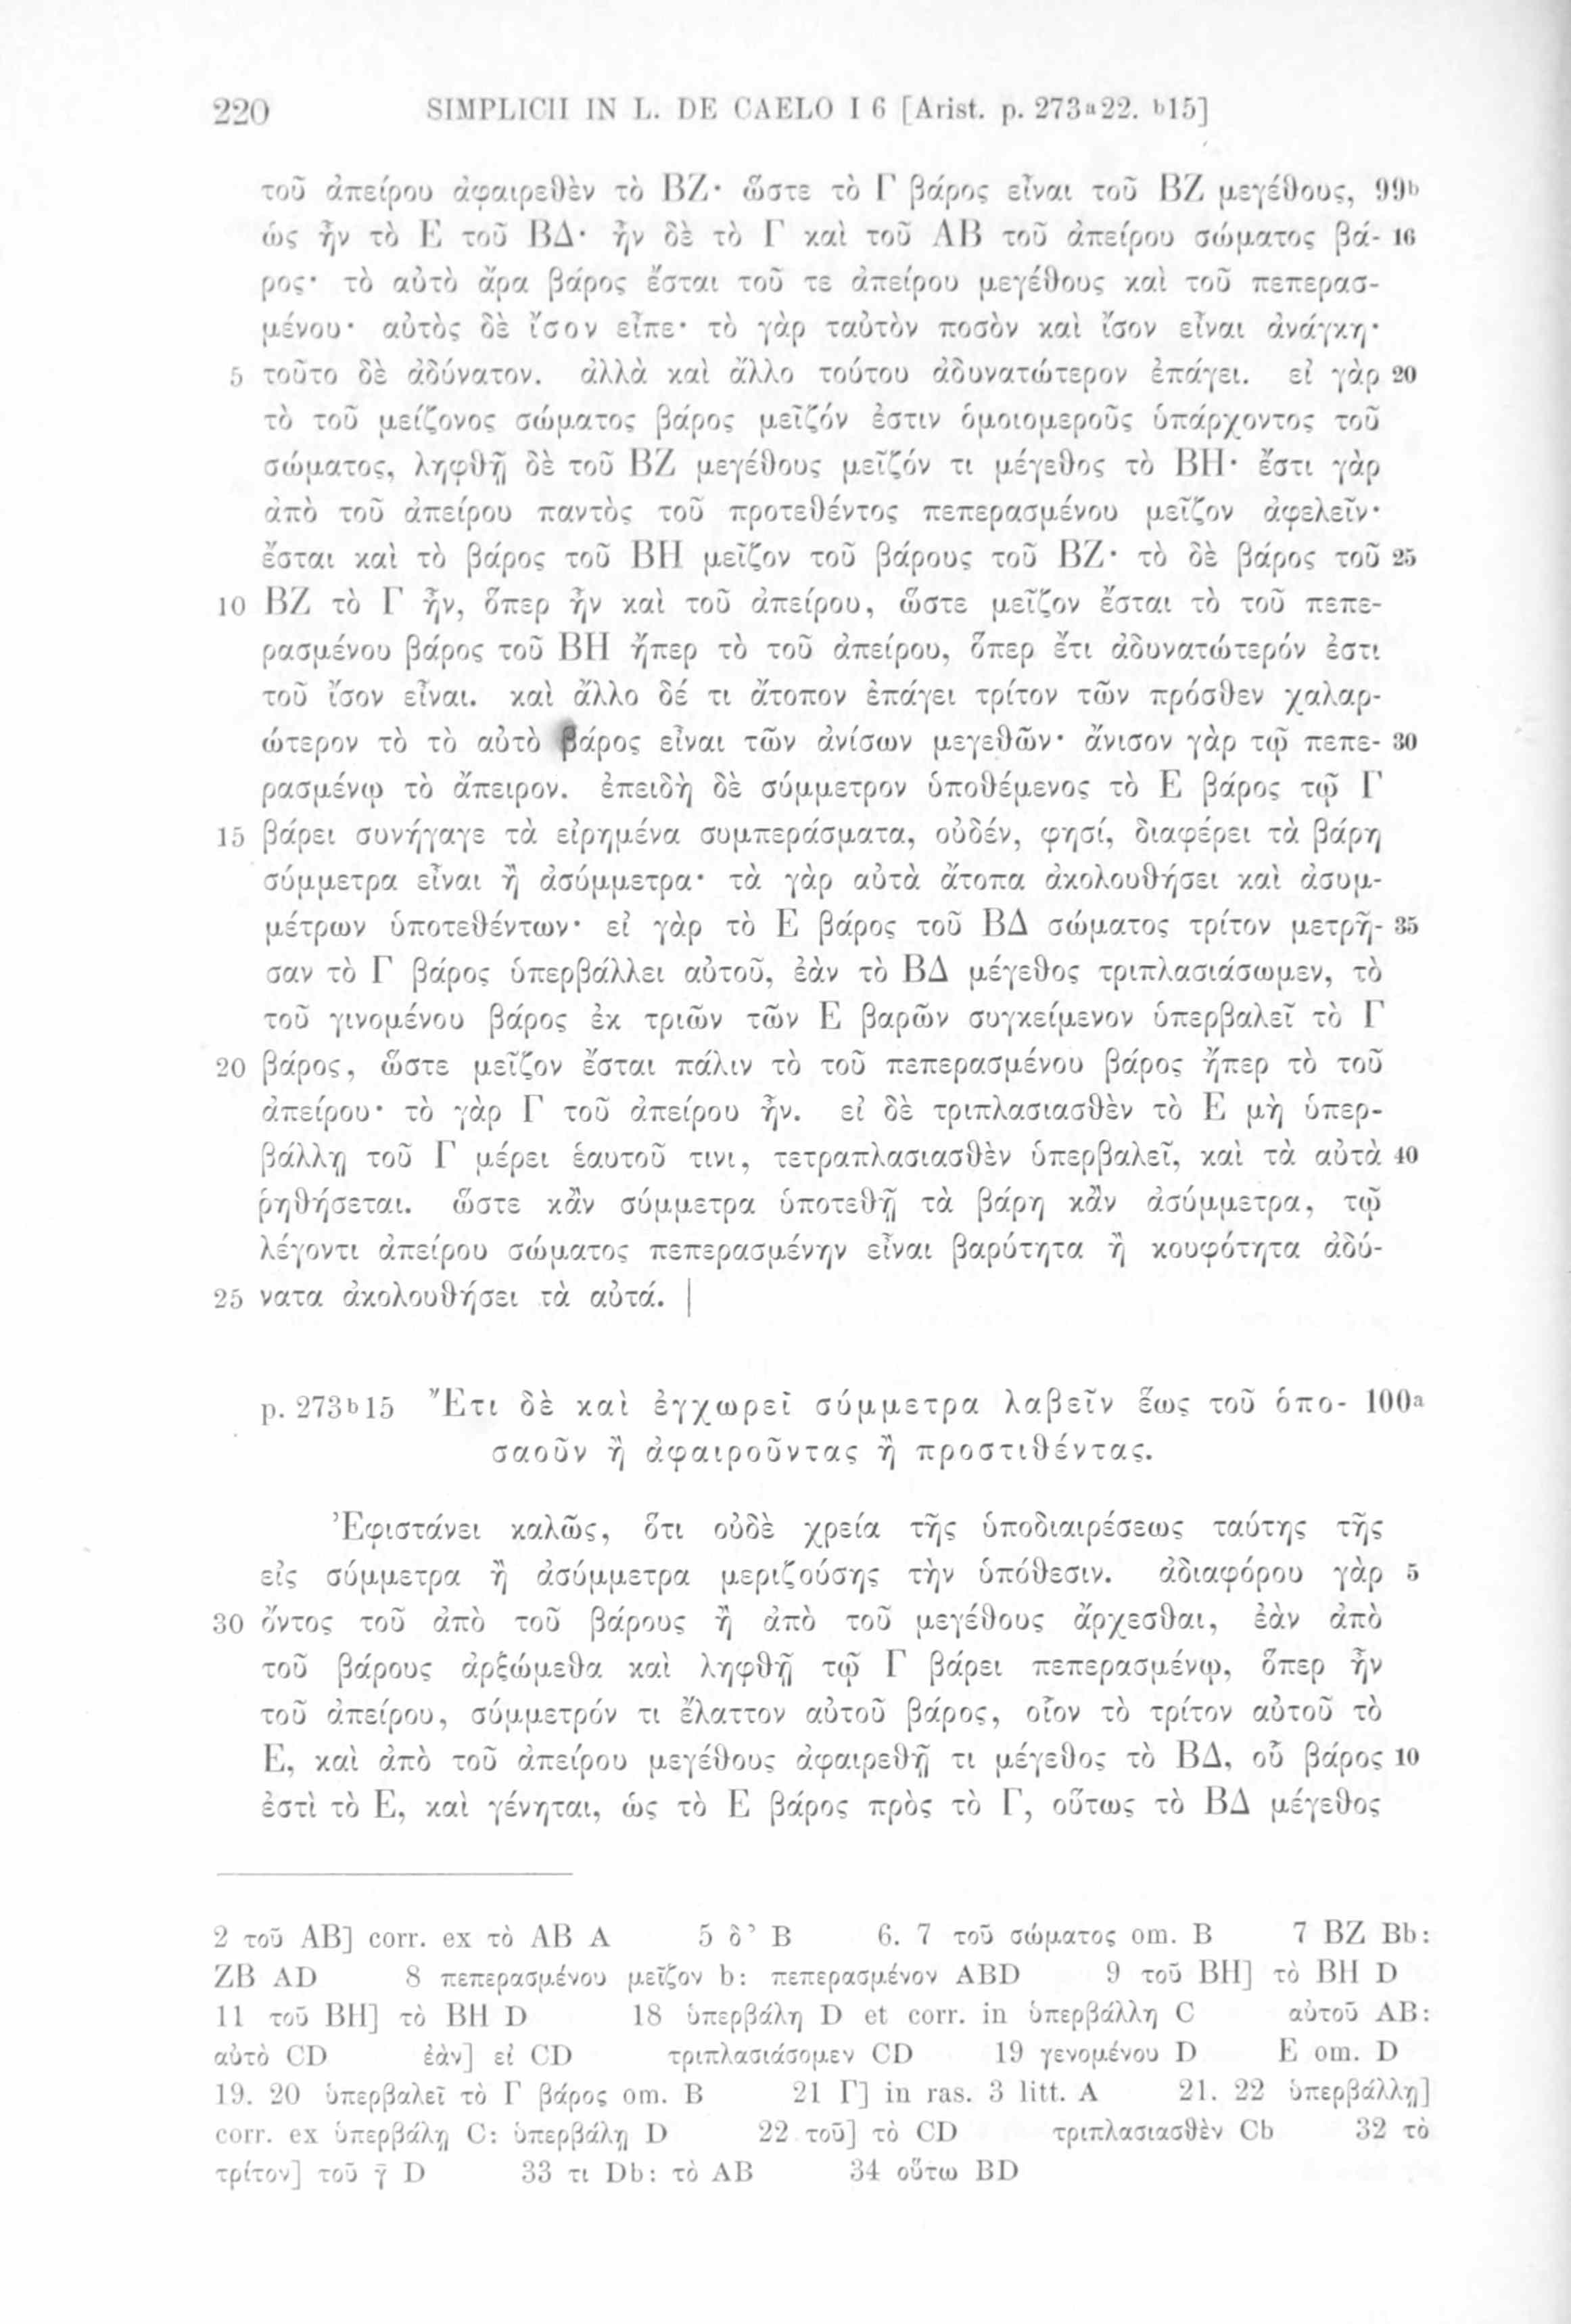 220 SIMPLICII IN L. DE CAELO I 6 [Arist. p. 273ᵃ22. ᵇ15]
τοῦ ἀπείρου ἀφαιρεθὲν τὸ ΒΖ· ὥστε τὸ Γ βάρος εἶναι τοῦ ΒΖ μεγέθους, 99ᵇ
ὡς ἦν τὸ Ε τοῦ ΒΔ· ἦν δὲ τὸ Γ καὶ τοῦ ΑΒ τοῦ ἀπείρου σώματος βά- 16
ρος· τὸ αὐτὸ ἄρα βάρος ἔσται τοῦ τε ἀπείρου μεγέθους καὶ τοῦ πεπερασ-
μένου· αὐτὸς δὲ ἴσον εἶπε· τὸ γὰρ ταὐτὸν ποσὸν καὶ ἴσον εἶναι ἀνάγκη·
5 τοῦτο δὲ ἀδύνατον. ἀλλὰ καὶ ἄλλο τούτου ἀδυνατώτερον ἐπάγει. εἰ γὰρ 20
τὸ τοῦ μείζονος σώματος βάρος μεῖζόν ἐστιν ὁμοιομεροῦς ὑπάρχοντος τοῦ
σώματος, ληφθῇ δὲ τοῦ ΒΖ μεγέθους μεῖζόν τι μέγεθος τὸ ΒΗ· ἔστι γὰρ
ἀπὸ τοῦ ἀπείρου παντὸς τοῦ προτεθέντος πεπερασμένου μεῖζον ἀφελεῖν·
ἔσται καὶ τὸ βάρος τοῦ ΒΗ μεῖζον τοῦ βάρους τοῦ ΒΖ· τὸ δὲ βάρος τοῦ 25
10 ΒΖ τὸ Γ ἦν, ὅπερ ἦν καὶ τοῦ ἀπείρου, ὥστε μεῖζον ἔσται τὸ τοῦ πεπε-
ρασμένου βάρος τοῦ ΒΗ ἤπερ τὸ τοῦ ἀπείρου, ὅπερ ἔτι ἀδυνατώτερόν ἐστι
τοῦ ἴσον εἶναι. καὶ ἄλλο δέ τι ἄτοπον ἐπάγει τρίτον τῶν πρόσθεν χαλαρ-
ώτερον τὸ τὸ αὐτὸ βάρος εἶναι τῶν ἀνίσων μεγεθῶν· ἄνισον γὰρ τῷ πεπε- 30
ρασμένῳ τὸ ἄπειρον. ἐπειδὴ δὲ σύμμετρον ὑποθέμενος τὸ Ε βάρος τῷ Γ
15 βάρει συνήγαγε τὰ εἰρημένα συμπεράσματα, οὐδέν, φησί, διαφέρει τὰ βάρη
σύμμετρα εἶναι ἢ ἀσύμμετρα· τὰ γὰρ αὐτὰ ἄτοπα ἀκολουθήσει καὶ ἀσυμ-
μέτρων ὑποτεθέντων· εἰ γὰρ τὸ Ε βάρος τοῦ ΒΔ σώματος τρίτον μετρῆ- 35
σαν τὸ Γ βάρος ὑπερβάλλει αὐτοῦ, ἐὰν τὸ ΒΔ μέγεθος τριπλασιάσωμεν, τὸ
τοῦ γινομένου βάρος ἐκ τριῶν τῶν Ε βαρῶν συγκείμενον ὑπερβαλεῖ τὸ Γ
20 βάρος, ὥστε μεῖζον ἔσται πάλιν τὸ τοῦ πεπερασμένου βάρος ἤπερ τὸ τοῦ
ἀπείρου· τὸ γὰρ Γ τοῦ ἀπείρου ἦν. εἰ δὲ τριπλασιασθὲν τὸ Ε μὴ ὑπερ-
βάλλῃ τοῦ Γ μέρει ἑαυτοῦ τινι, τετραπλασιασθὲν ὑπερβαλεῖ, καὶ τὰ αὐτὰ 40
ῥηθήσεται. ὥστε κἂν σύμμετρα ὑποτεθῇ τὰ βάρη κἂν ἀσύμμετρα, τῷ
λέγοντι ἀπείρου σώματος πεπερασμένην εἶναι βαρύτητα ἢ κουφότητα ἀδύ-
25 νατα ἀκολουθήσει τὰ αὐτά. |
p. 273ᵇ15 Ἔτι δὲ καὶ ἐγχωρεῖ σύμμετρα λαβεῖν ἕως τοῦ ὁπο- 100ᵃ
σαοῦν ἢ ἀφαιροῦντας ἢ προστιθέντας.
Ἐφιστάνει καλῶς, ὅτι οὐδὲ χρεία τῆς ὑποδιαιρέσεως ταύτης τῆς
εἰς σύμμετρα ἢ ἀσύμμετρα μεριζούσης τὴν ὑπόθεσιν. ἀδιαφόρου γὰρ 5
30 ὄντος τοῦ ἀπὸ τοῦ βάρους ἢ ἀπὸ τοῦ μεγέθους ἄρχεσθαι, ἐὰν ἀπὸ
τοῦ βάρους ἀρξώμεθα καὶ ληφθῇ τῷ Γ βάρει πεπερασμένῳ, ὅπερ ἦν
τοῦ ἀπείρου, σύμμετρόν τι ἔλαττον αὐτοῦ βάρος, οἷον τὸ τρίτον αὐτοῦ τὸ
Ε, καὶ ἀπὸ τοῦ ἀπείρου μεγέθους ἀφαιρεθῇ τι μέγεθος τὸ ΒΔ, οὗ βάρος 10
ἐστὶ τὸ Ε, καὶ γένηται, ὡς τὸ Ε βάρος πρὸς τὸ Γ, οὕτως τὸ ΒΔ μέγεθος
2 τοῦ ΑΒ] corr. ex τὸ ΑΒ A 5 δ' B 6. 7 τοῦ σώματος om. B 7 ΒΖ Bb:
ΖΒ AD 8 πεπερασμένου μεῖζον b: πεπερασμένον ABD 9 τοῦ ΒΗ] τὸ ΒΗ D
11 τοῦ ΒΗ] τὸ ΒΗ D 18 ὑπερβάλη D et corr. in ὑπερβάλλη C αὐτοῦ AB:
αὐτὸ CD ἐὰν] εἰ CD τριπλασιάσομεν CD 19 γενομένου D Ε om. D
19. 20 ὑπερβαλεῖ τὸ Γ βάρος om. B 21 Γ] in ras. 3 litt. A 21. 22 ὑπερβάλλῃ]
corr. ex ὑπερβάλῃ C: ὑπερβάλῃ D 22 τοῦ] τὸ CD τριπλασιασθὲν Cb 32 τὸ
τρίτον] τοῦ γ̄ D 33 τι Db: τὸ AB 34 οὕτω BD